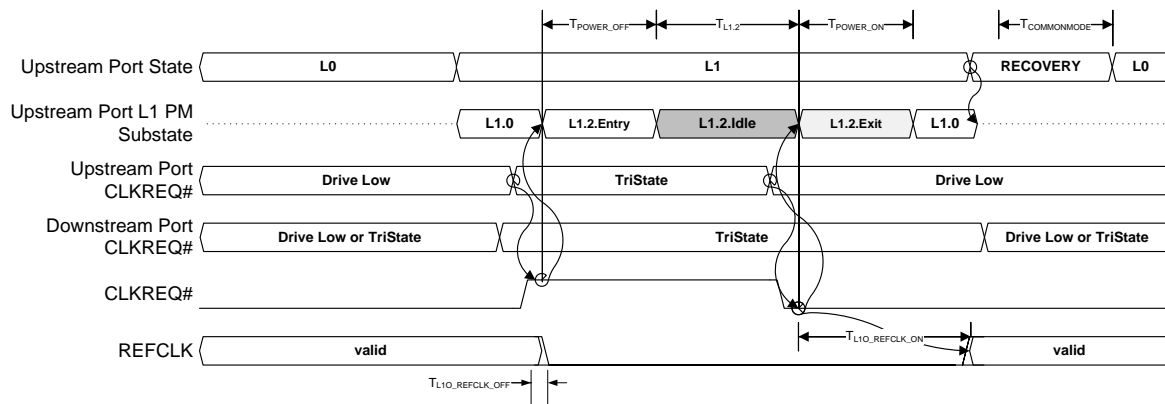 TPOWER_OFF TL1.2 TPOWER_ON TCOMMONMODE
Upstream Port State L0 L1 RECOVERY L0
Upstream Port L1 PM
Substate L1.0 L1.2.Entry L1.2.Idle L1.2.Exit L1.0
Upstream Port
CLKREQ# Drive Low TriState Drive Low
Downstream Port
CLKREQ# Drive Low or TriState TriState Drive Low or TriState
CLKREQ#
TL1O_REFCLK_ON
REFCLK valid valid
TL1O_REFCLK_OFF